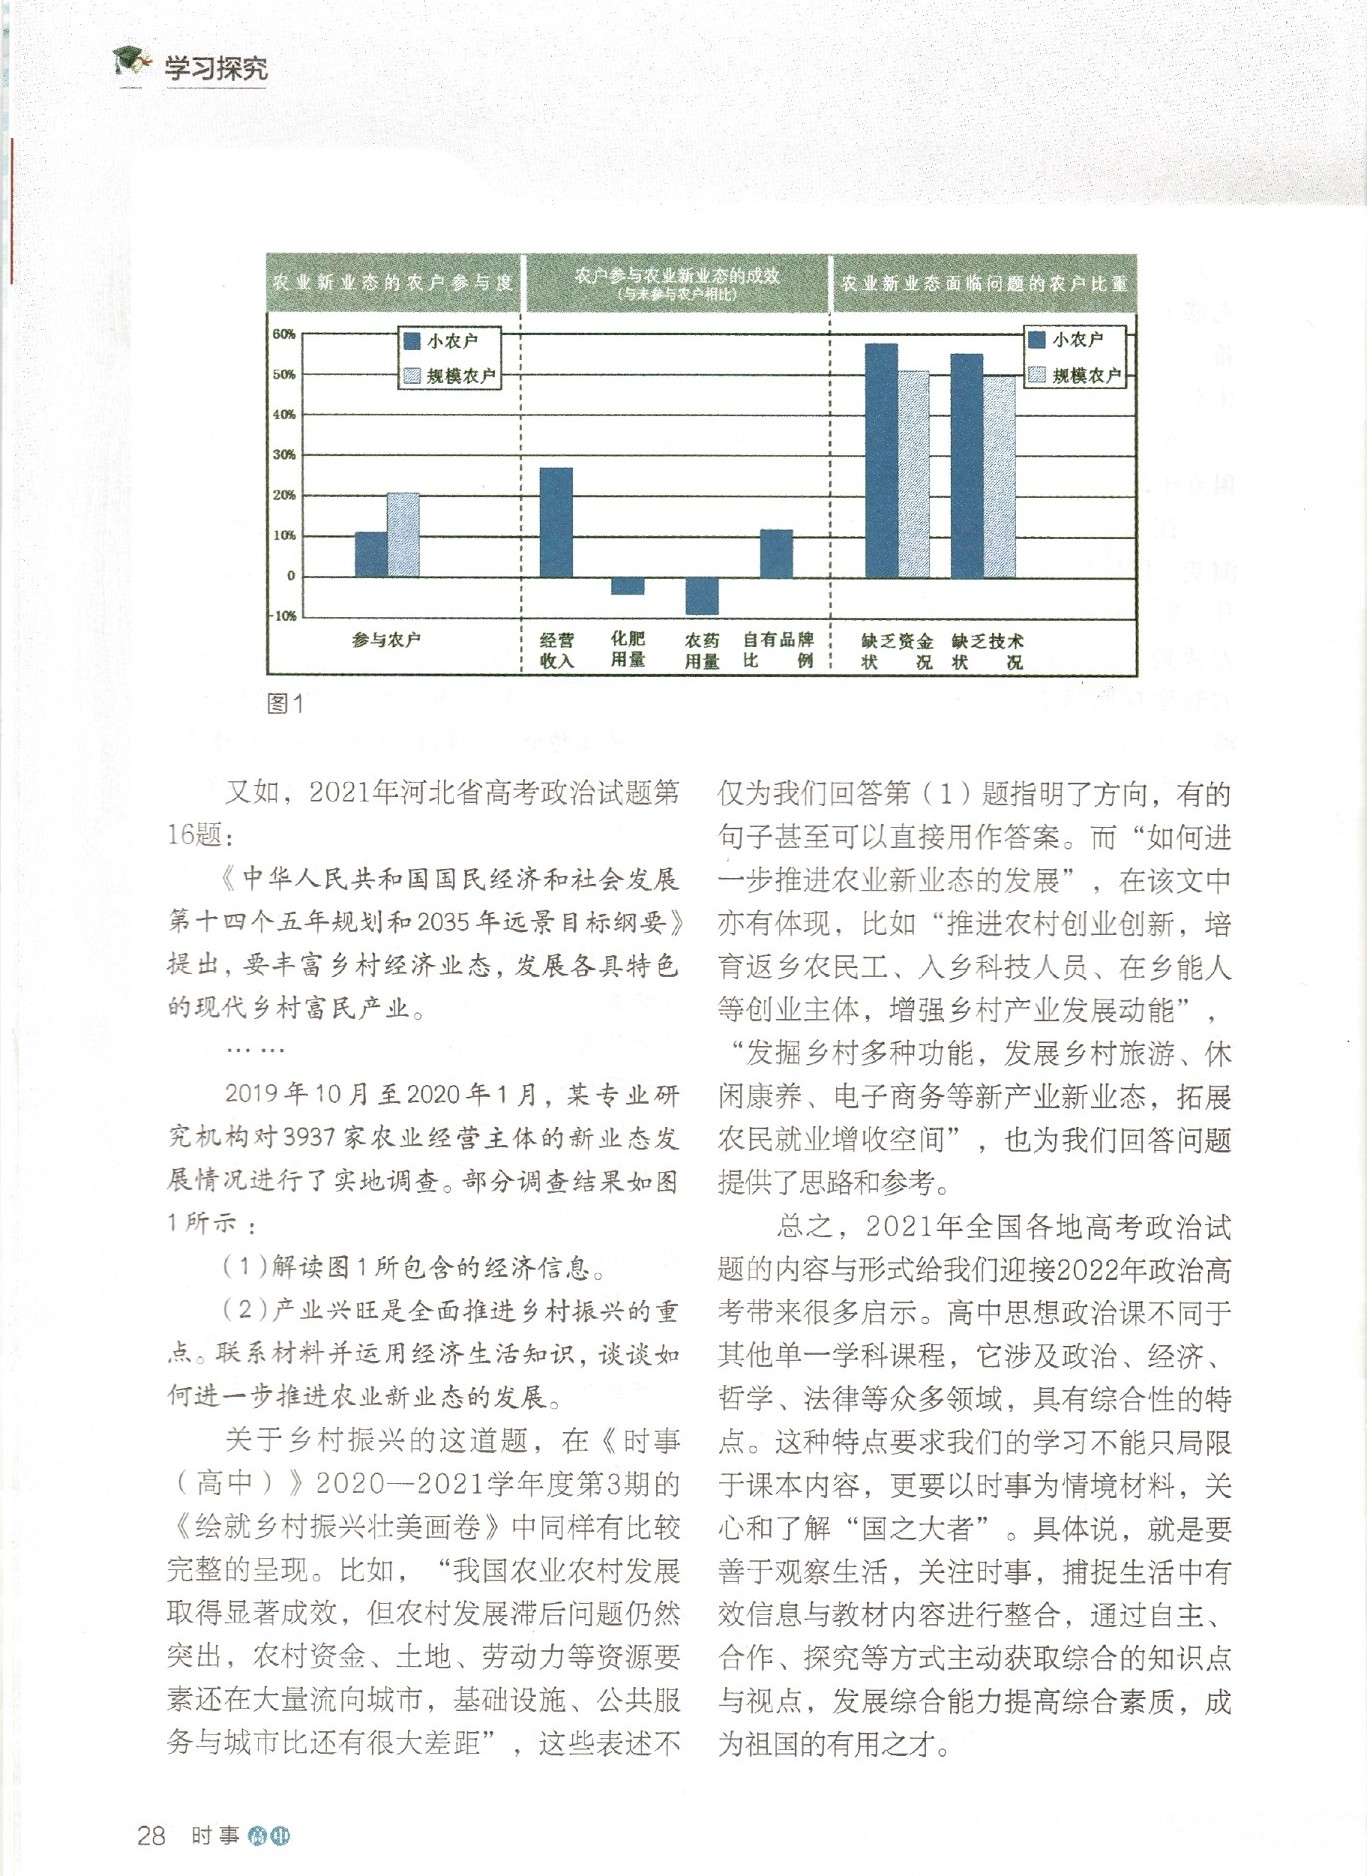 学习探究
农业新业态的农户参与度
农户参与农业新业态的成效
(与未参与农户相比)
农业新业态面临问题的农户比重
60%
50%
40%
30%
20%
10%
0
-10%
小农户
规模农户
小农户
规模农户
参与农户
经营
收入
化肥
用量
农药
用量
自有品牌
比例
缺乏资金
状况
缺乏技术
状况
图1
又如，2021年河北省高考政治试题第
16题：
《中华人民共和国国民经济和社会发展
第十四个五年规划和2035年远景目标纲要》
提出，要丰富乡村经济业态，发展各具特色
的现代乡村富民产业。
……
2019年10月至2020年1月，某专业研
究机构对3937家农业经营主体的新业态发
展情况进行了实地调查。部分调查结果如图
1所示：
(1)解读图1所包含的经济信息。
(2)产业兴旺是全面推进乡村振兴的重
点。联系材料并运用经济生活知识，谈谈如
何进一步推进农业新业态的发展。
关于乡村振兴的这道题，在《时事
（高中）》2020—2021学年度第3期的
《绘就乡村振兴壮美画卷》中同样有比较
完整的呈现。比如，“我国农业农村发展
取得显著成效，但农村发展滞后问题仍然
突出，农村资金、土地、劳动力等资源要
素还在大量流向城市，基础设施、公共服
务与城市比还有很大差距”，这些表述不
仅为我们回答第（1）题指明了方向，有的
句子甚至可以直接用作答案。而“如何进
一步推进农业新业态的发展”，在该文中
亦有体现，比如“推进农村创业创新，培
育返乡农民工、入乡科技人员、在乡能人
等创业主体，增强乡村产业发展动能”，
“发掘乡村多种功能，发展乡村旅游、休
闲康养、电子商务等新产业新业态，拓展
农民就业增收空间”，也为我们回答问题
提供了思路和参考。
总之，2021年全国各地高考政治试
题的内容与形式给我们迎接2022年政治高
考带来很多启示。高中思想政治课不同于
其他单一学科课程，它涉及政治、经济、
哲学、法律等众多领域，具有综合性的特
点。这种特点要求我们的学习不能只局限
于课本内容，更要以时事为情境材料，关
心和了解“国之大者”。具体说，就是要
善于观察生活，关注时事，捕捉生活中有
效信息与教材内容进行整合，通过自主、
合作、探究等方式主动获取综合的知识点
与视点，发展综合能力提高综合素质，成
为祖国的有用之才。
28 时事高中